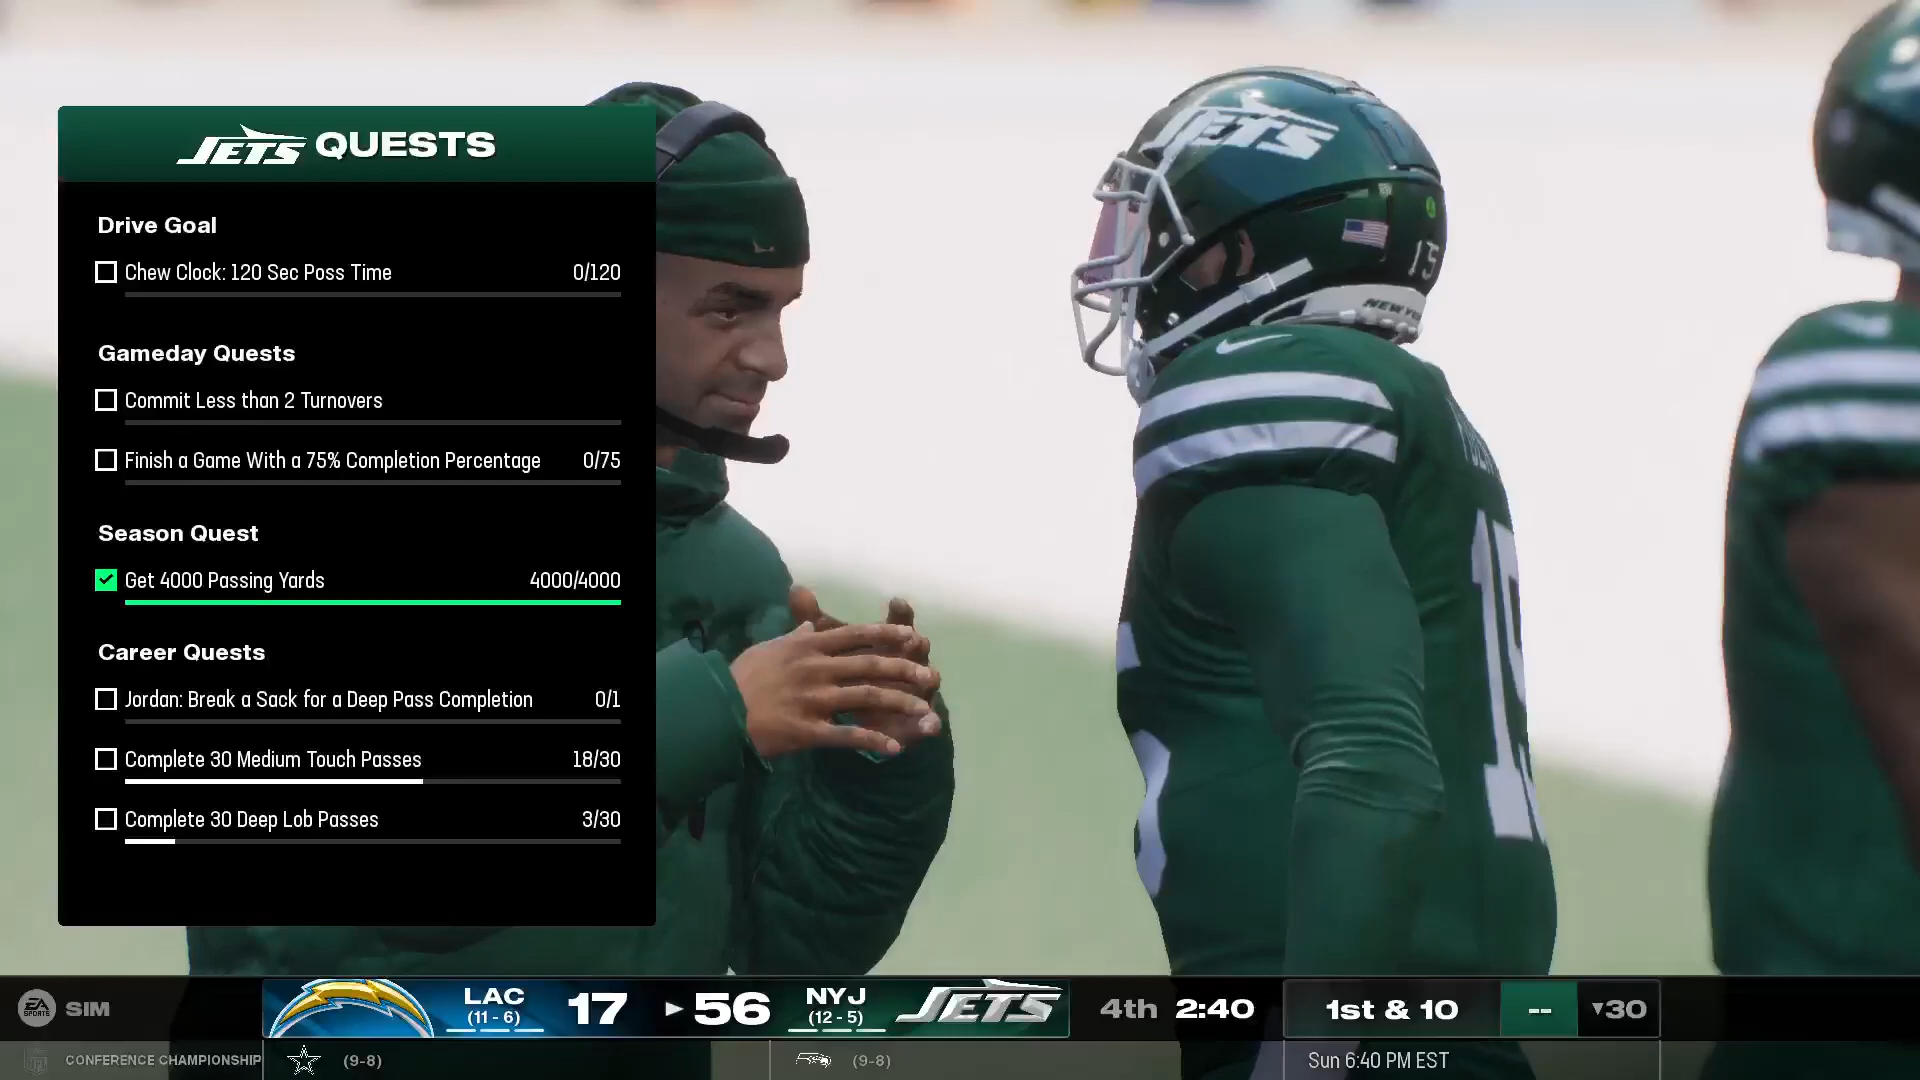 JETS QUESTS
Drive Goal
Chew Clock: 120 Sec Poss Time 0/120
Gameday Quests
Commit Less than 2 Turnovers
Finish a Game With a 75% Completion Percentage 0/75
Season Quest
Get 4000 Passing Yards 4000/4000
Career Quests
Jordan: Break a Sack for a Deep Pass Completion 0/1
Complete 30 Medium Touch Passes 18/30
Complete 30 Deep Lob Passes 3/30
JETS
15
15
EA SPORTS SIM
LAC (11 - 6) 17 56 NYJ (12 - 5) JETS 4th 2:40 1st & 10 -- 30
CONFERENCE CHAMPIONSHIP (9-8) (9-8) Sun 6:40 PM EST